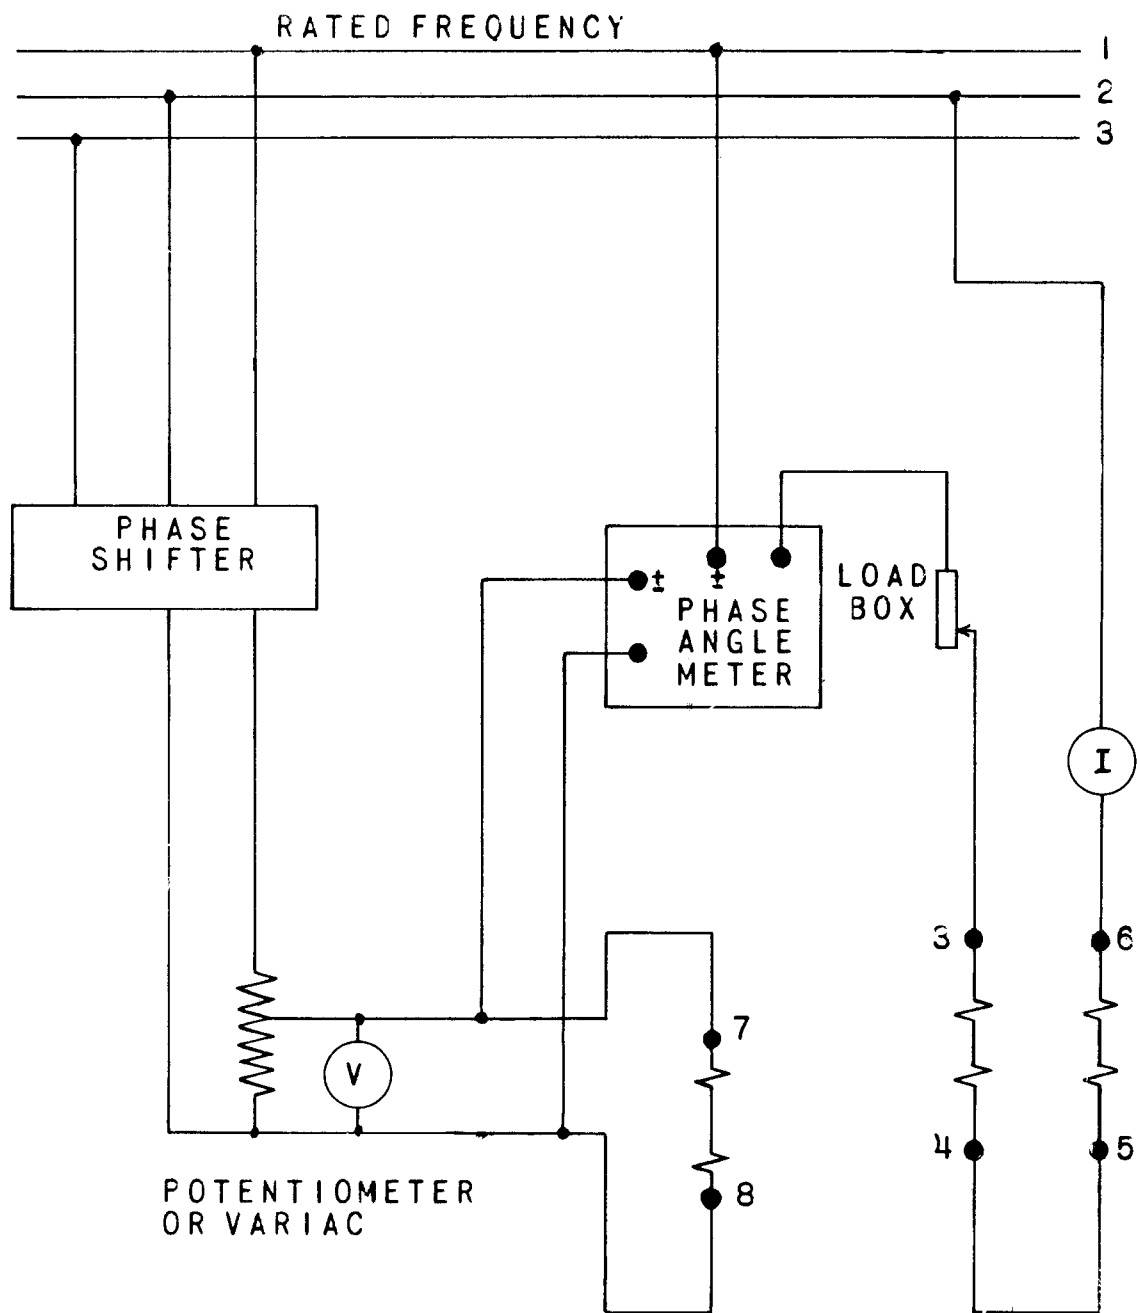 RATED FREQUENCY
1
2
3
PHASE
SHIFTER
±
±
PHASE
ANGLE
METER
LOAD
BOX
I
3
6
7
V
4
5
8
POTENTIOMETER
OR VARIAC